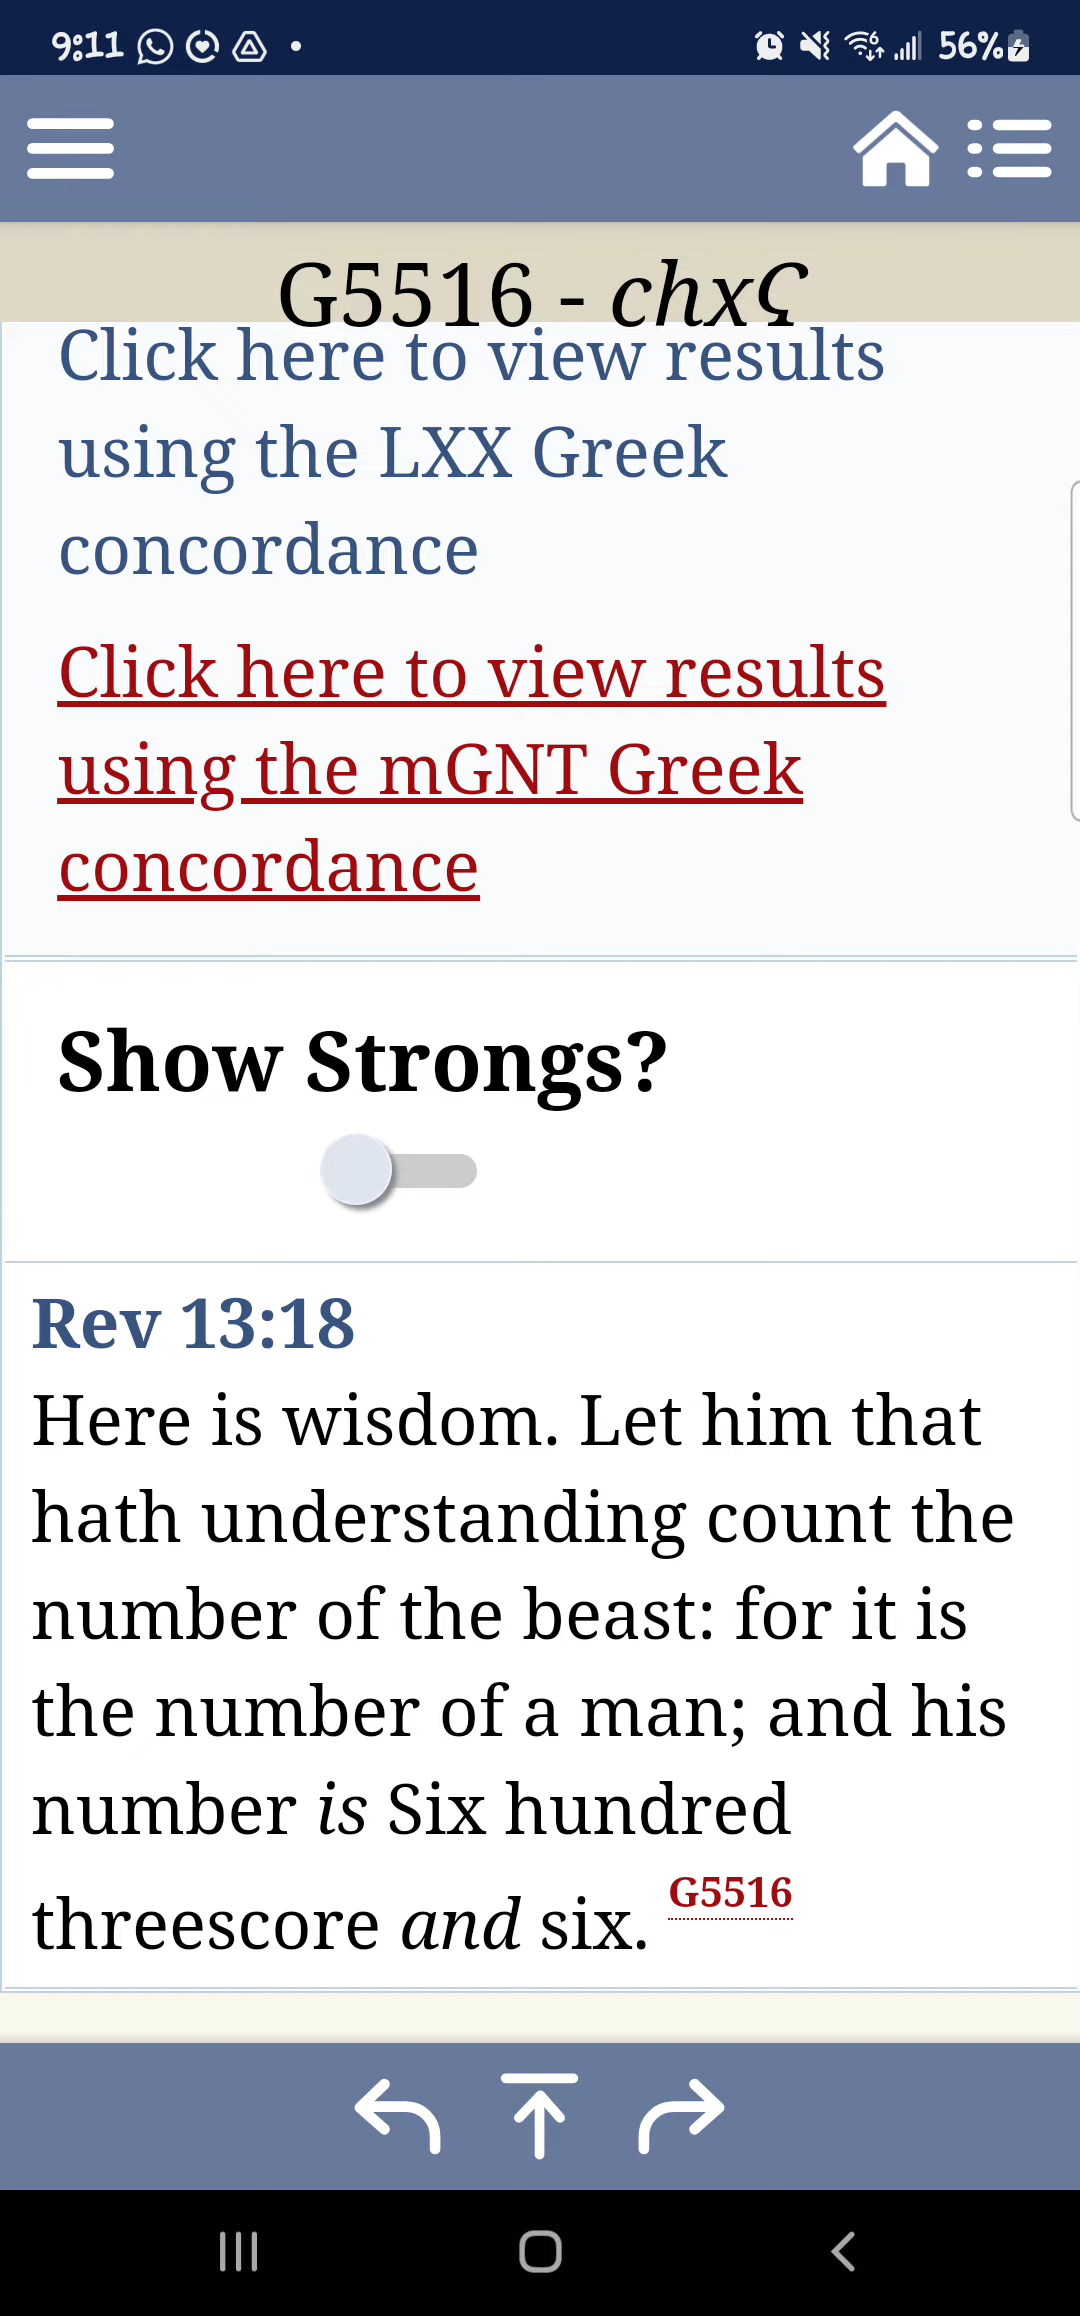 9:11 56%
G5516 - chxϚ
Click here to view results
using the LXX Greek
concordance
Click here to view results
using the mGNT Greek
concordance
Show Strongs?
Rev 13:18
Here is wisdom. Let him that
hath understanding count the
number of the beast: for it is
the number of a man; and his
number is Six hundred
threescore and six. G5516